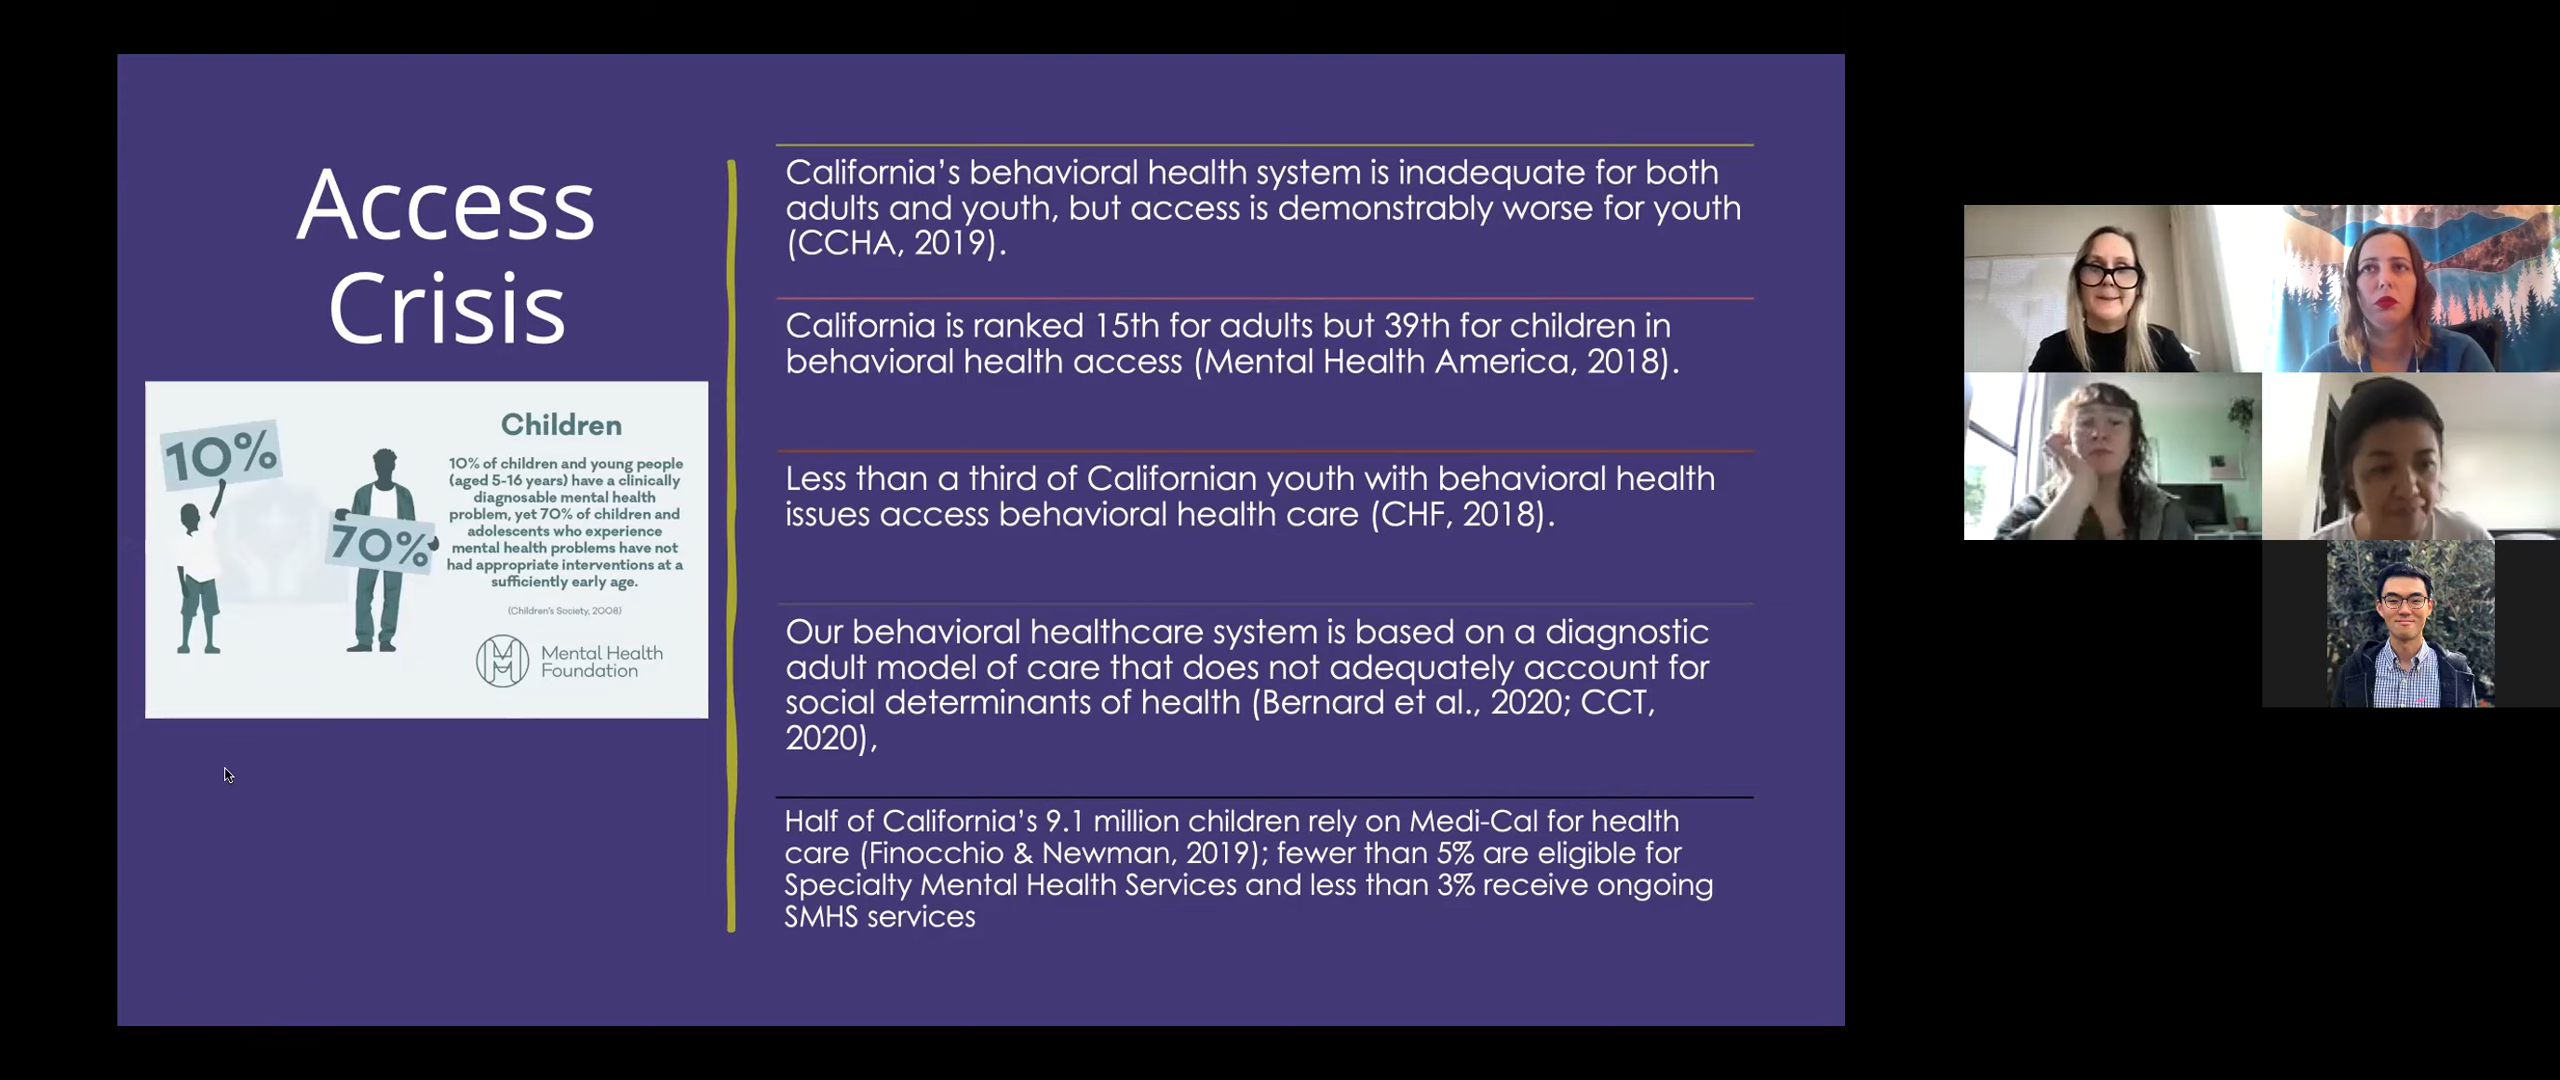 Access
Crisis
10%
70%
Children
10% of children and young people
(aged 5-16 years) have a clinically
diagnosable mental health
problem, yet 70% of children and
adolescents who experience
mental health problems have not
had appropriate interventions at a
sufficiently early age.
(Children's Society, 2008)
Mental Health
Foundation
California’s behavioral health system is inadequate for both
adults and youth, but access is demonstrably worse for youth
(CCHA, 2019).
California is ranked 15th for adults but 39th for children in
behavioral health access (Mental Health America, 2018).
Less than a third of Californian youth with behavioral health
issues access behavioral health care (CHF, 2018).
Our behavioral healthcare system is based on a diagnostic
adult model of care that does not adequately account for
social determinants of health (Bernard et al., 2020; CCT,
2020),
Half of California’s 9.1 million children rely on Medi-Cal for health
care (Finocchio & Newman, 2019); fewer than 5% are eligible for
Specialty Mental Health Services and less than 3% receive ongoing
SMHS services